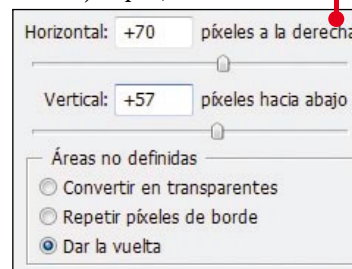 Horizontal: +70 píxeles a la derecha
Vertical: +57 píxeles hacia abajo
Áreas no definidas
Convertir en transparentes
Repetir píxeles de borde
Dar la vuelta